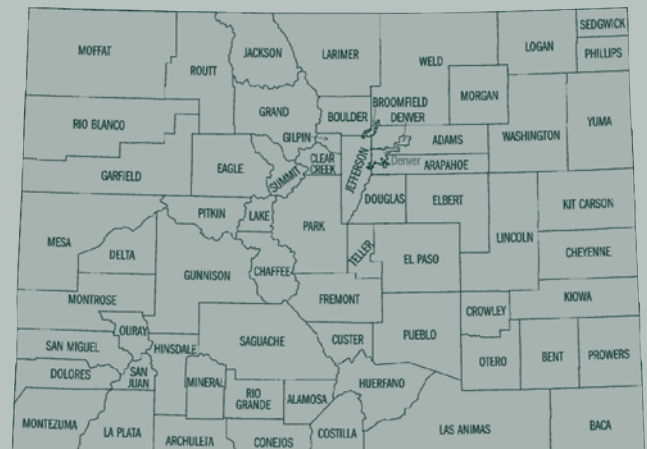 SEDGWICK
MOFFAT
ROUTT
JACKSON
LARIMER
WELD
LOGAN
PHILLIPS
MORGAN
GRAND
BOULDER
BROOMFIELD
DENVER
RIO BLANCO
YUMA
WASHINGTON
GILPIN
ADAMS
EAGLE
CLEAR
CREEK
JEFFERSON
Denver
ARAPAHOE
GARFIELD
SUMMIT
DOUGLAS
ELBERT
KIT CARSON
PITKIN
LAKE
PARK
LINCOLN
MESA
DELTA
TELLER
EL PASO
CHEYENNE
GUNNISON
CHAFFEE
MONTROSE
FREMONT
KIOWA
CROWLEY
OURAY
SAN MIGUEL
HINSDALE
SAGUACHE
CUSTER
PUEBLO
OTERO
BENT
PROWERS
DOLORES
SAN
JUAN
MINERAL
RIO
GRANDE
ALAMOSA
HUERFANO
MONTEZUMA
LA PLATA
ARCHULETA
CONEJOS
COSTILLA
LAS ANIMAS
BACA